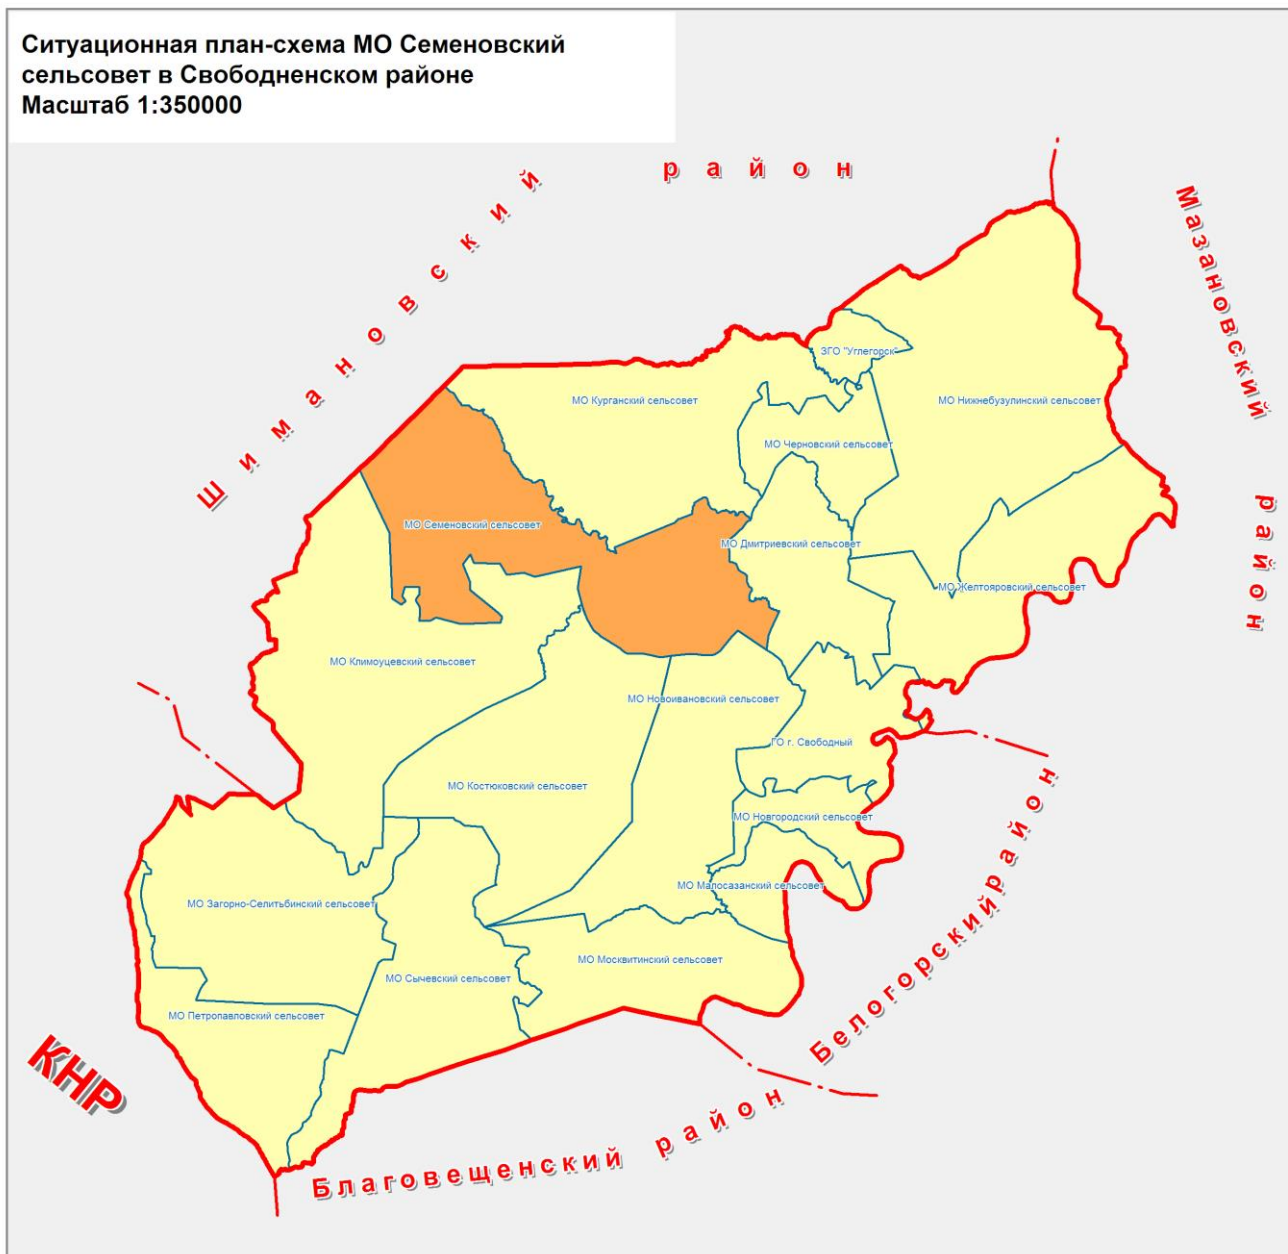 Ситуационная план-схема МО Семеновский
сельсовет в Свободненском районе
Масштаб 1:350000
Шимановский район
Мазановский район
ЗГО "Углегорск"
МО Курганский сельсовет
МО Нижнебузулинский сельсовет
МО Черновский сельсовет
МО Семеновский сельсовет
МО Дмитриевский сельсовет
МО Желтояровский сельсовет
МО Климоуцевский сельсовет
МО Новоивановский сельсовет
ГО г. Свободный
МО Костюковский сельсовет
МО Новгородский сельсовет
МО Малосазанский сельсовет
МО Загорно-Селитьбинский сельсовет
МО Москвитинский сельсовет
МО Сычевский сельсовет
МО Петропавловский сельсовет
КНР
Белогорский район
Благовещенский район